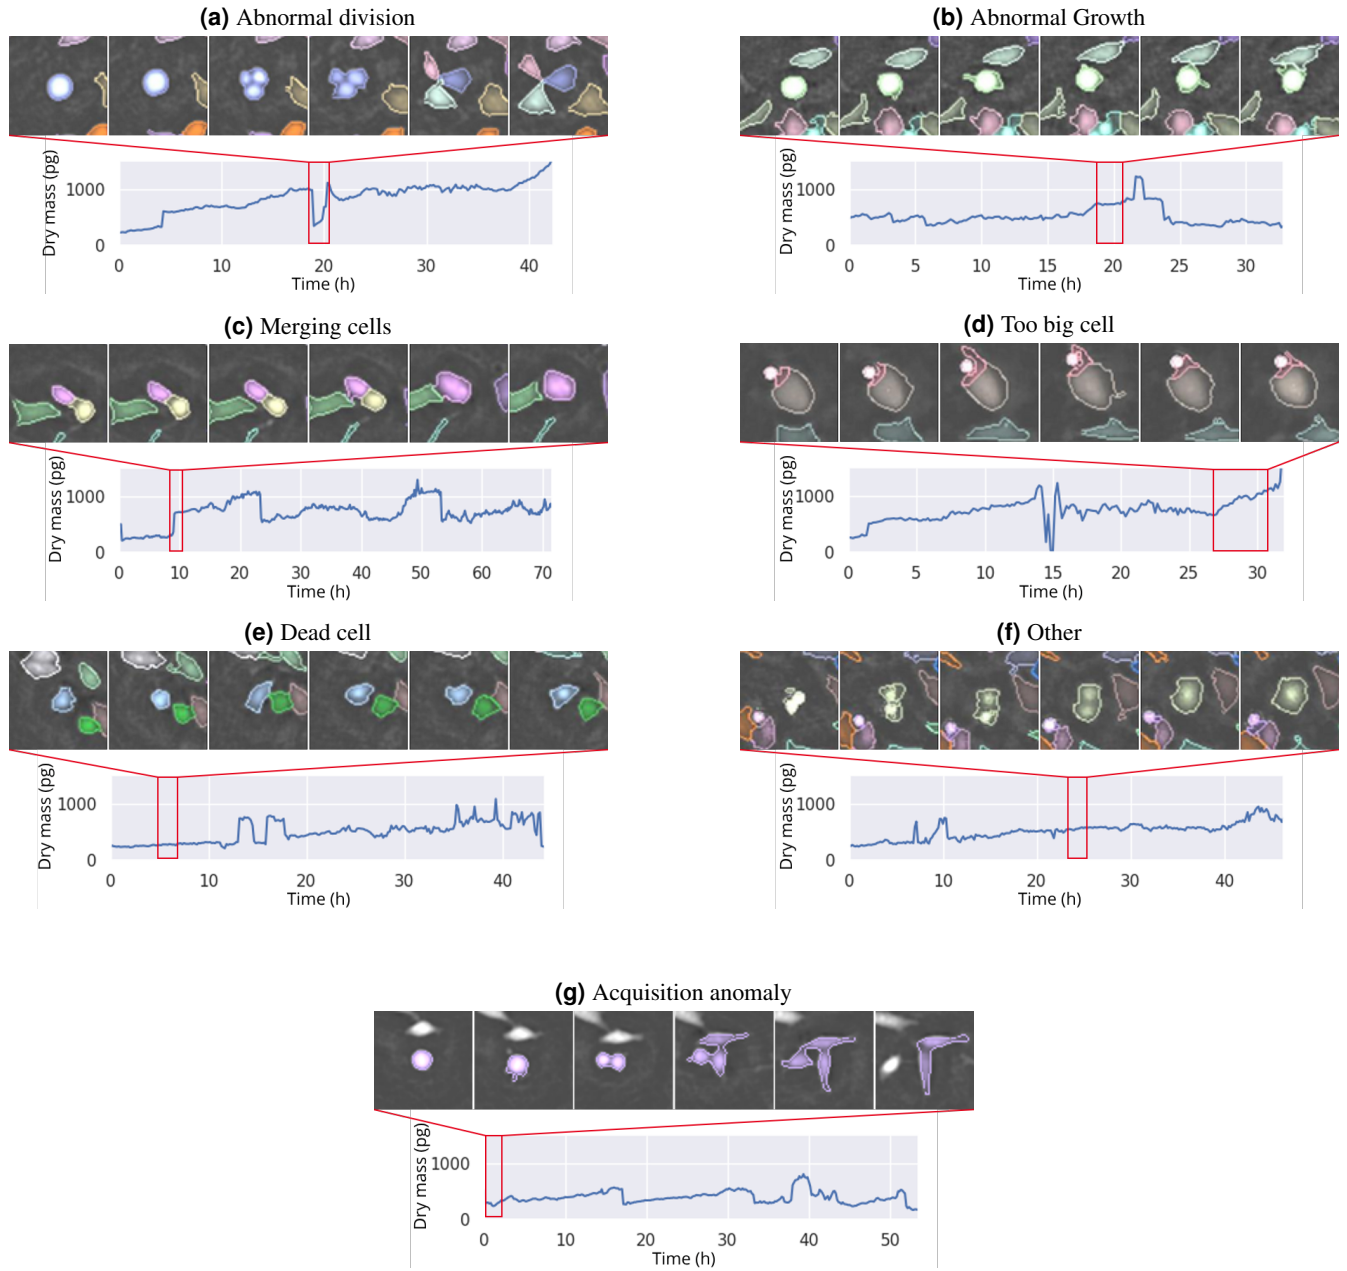 (a) Abnormal division
Dry mass (pg)
1000
0
0 10 20 30 40
Time (h)
(b) Abnormal Growth
Dry mass (pg)
1000
0
0 5 10 15 20 25 30
Time (h)
(c) Merging cells
Dry mass (pg)
1000
0
0 10 20 30 40 50 60 70
Time (h)
(d) Too big cell
Dry mass (pg)
1000
0
0 5 10 15 20 25 30
Time (h)
(e) Dead cell
Dry mass (pg)
1000
0
0 10 20 30 40
Time (h)
(f) Other
Dry mass (pg)
1000
0
0 10 20 30 40
Time (h)
(g) Acquisition anomaly
Dry mass (pg)
1000
0
0 10 20 30 40 50
Time (h)